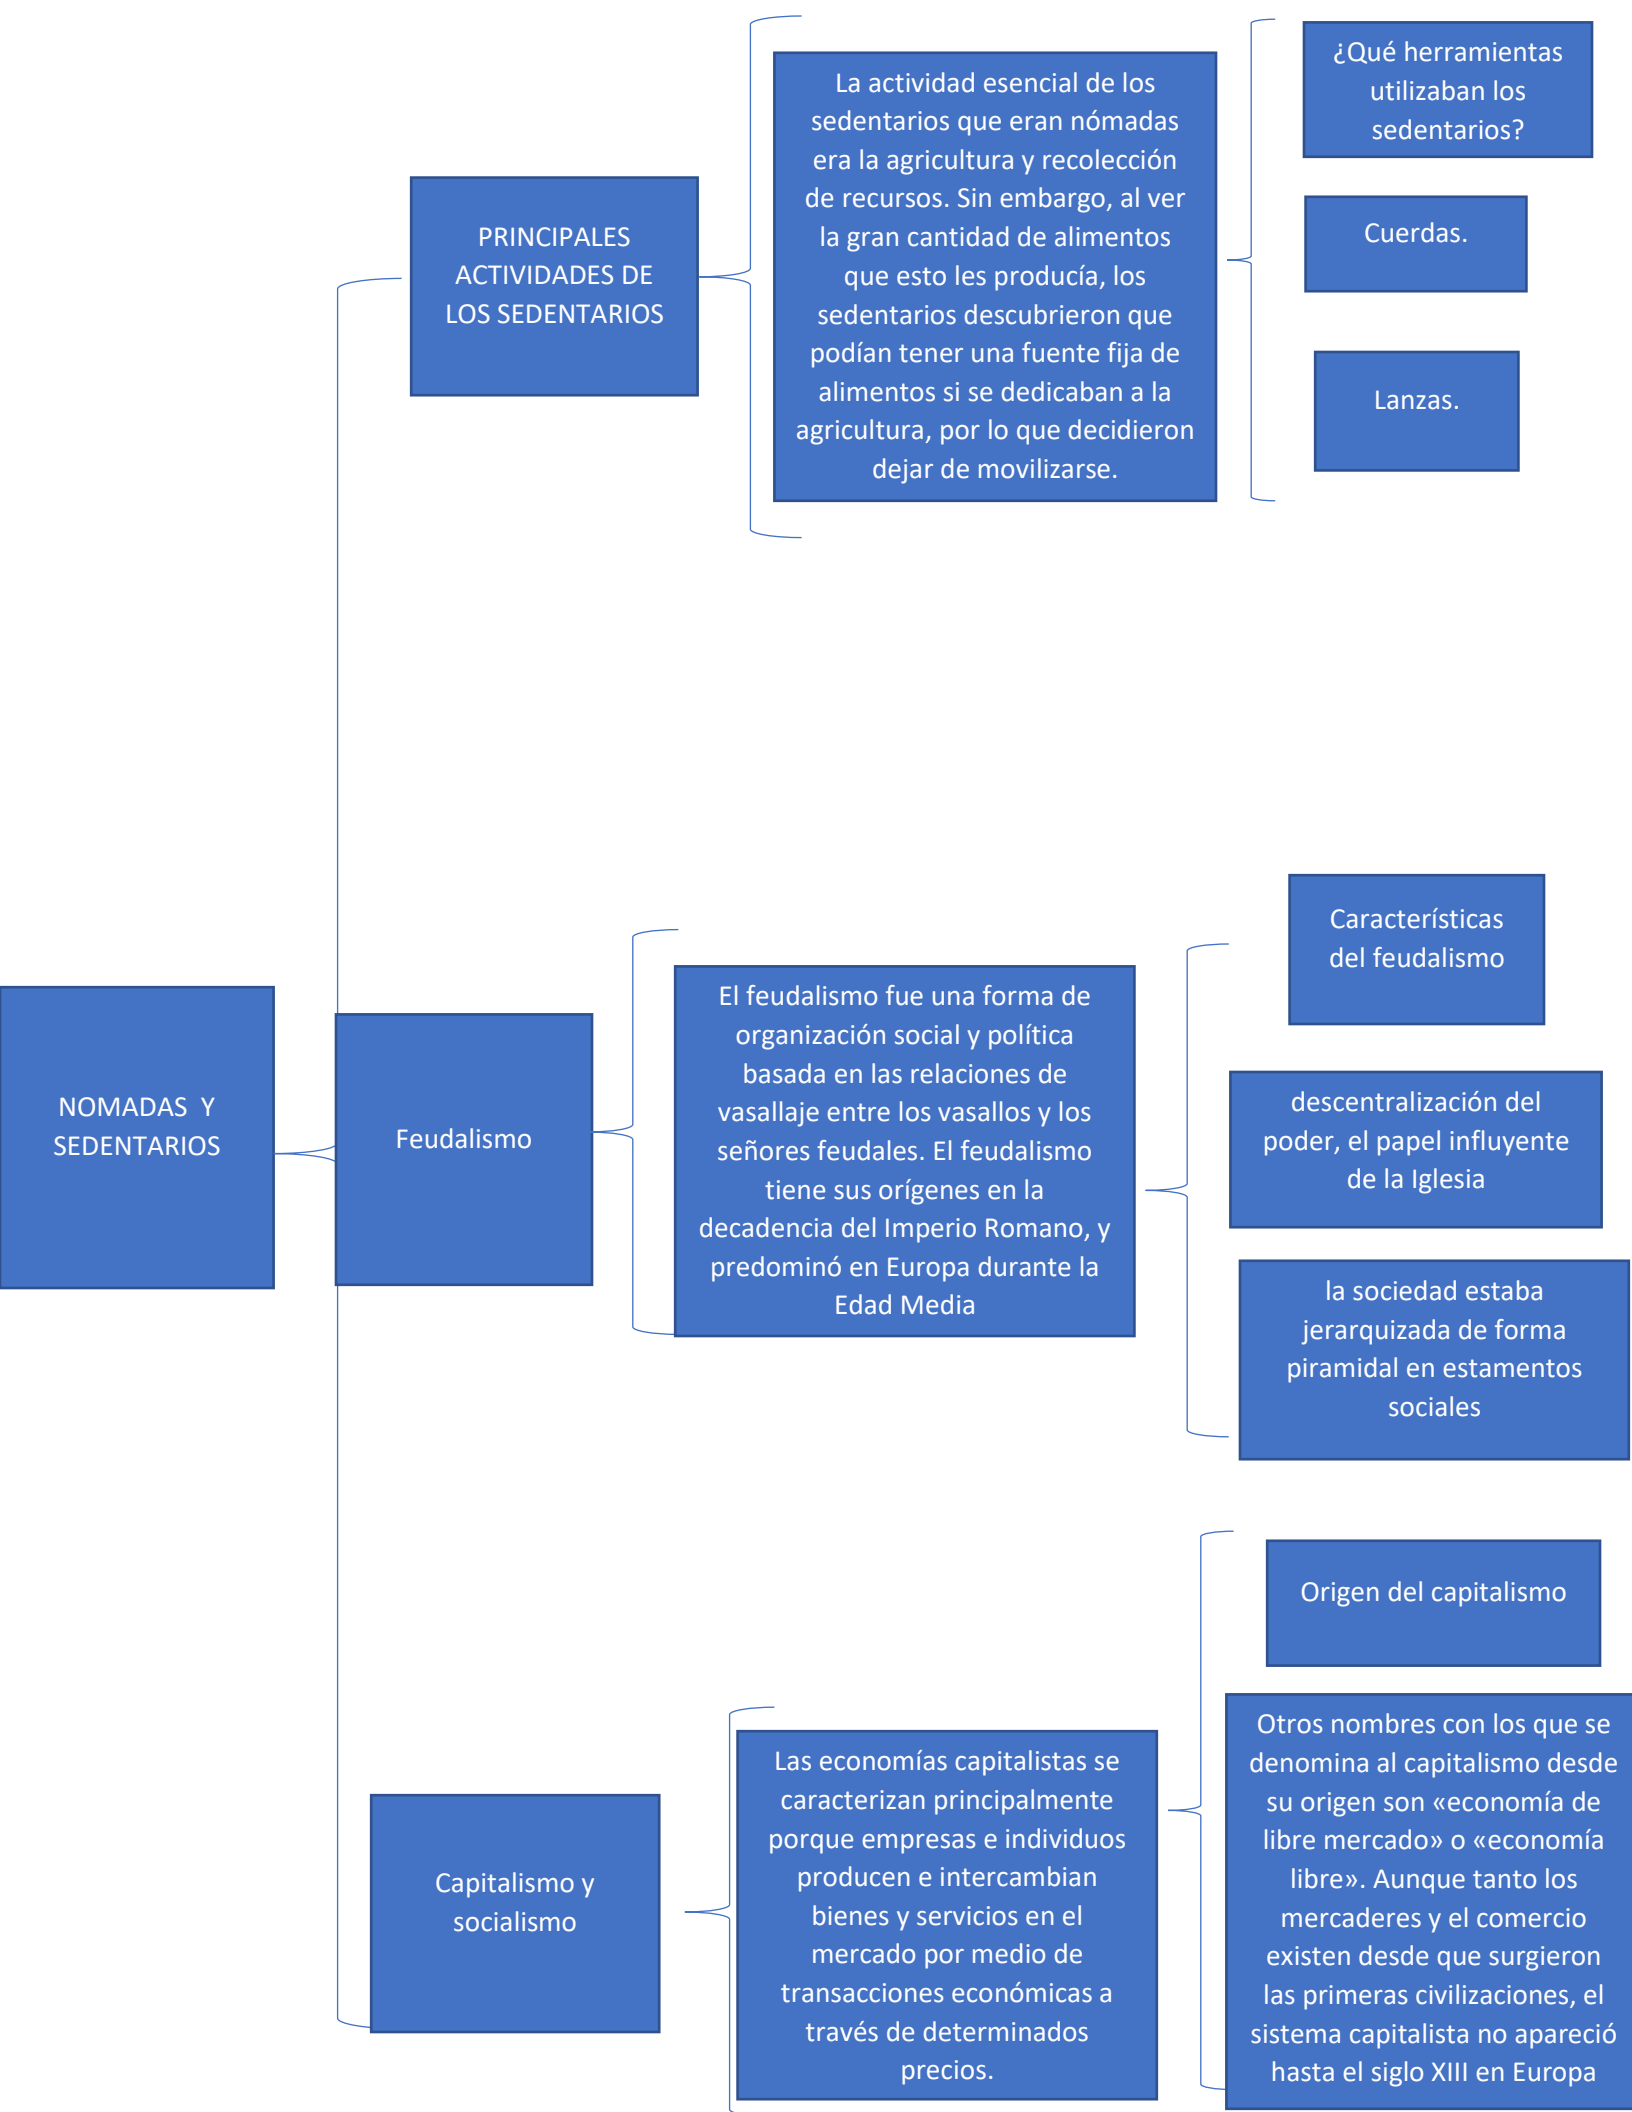 NOMADAS Y
SEDENTARIOS
PRINCIPALES
ACTIVIDADES DE
LOS SEDENTARIOS
La actividad esencial de los
sedentarios que eran nómadas
era la agricultura y recolección
de recursos. Sin embargo, al ver
la gran cantidad de alimentos
que esto les producía, los
sedentarios descubrieron que
podían tener una fuente fija de
alimentos si se dedicaban a la
agricultura, por lo que decidieron
dejar de movilizarse.
¿Qué herramientas
utilizaban los
sedentarios?
Cuerdas.
Lanzas.
Feudalismo
El feudalismo fue una forma de
organización social y política
basada en las relaciones de
vasallaje entre los vasallos y los
señores feudales. El feudalismo
tiene sus orígenes en la
decadencia del Imperio Romano, y
predominó en Europa durante la
Edad Media
Características
del feudalismo
descentralización del
poder, el papel influyente
de la Iglesia
la sociedad estaba
jerarquizada de forma
piramidal en estamentos
sociales
Capitalismo y
socialismo
Las economías capitalistas se
caracterizan principalmente
porque empresas e individuos
producen e intercambian
bienes y servicios en el
mercado por medio de
transacciones económicas a
través de determinados
precios.
Origen del capitalismo
Otros nombres con los que se
denomina al capitalismo desde
su origen son «economía de
libre mercado» o «economía
libre». Aunque tanto los
mercaderes y el comercio
existen desde que surgieron
las primeras civilizaciones, el
sistema capitalista no apareció
hasta el siglo XIII en Europa